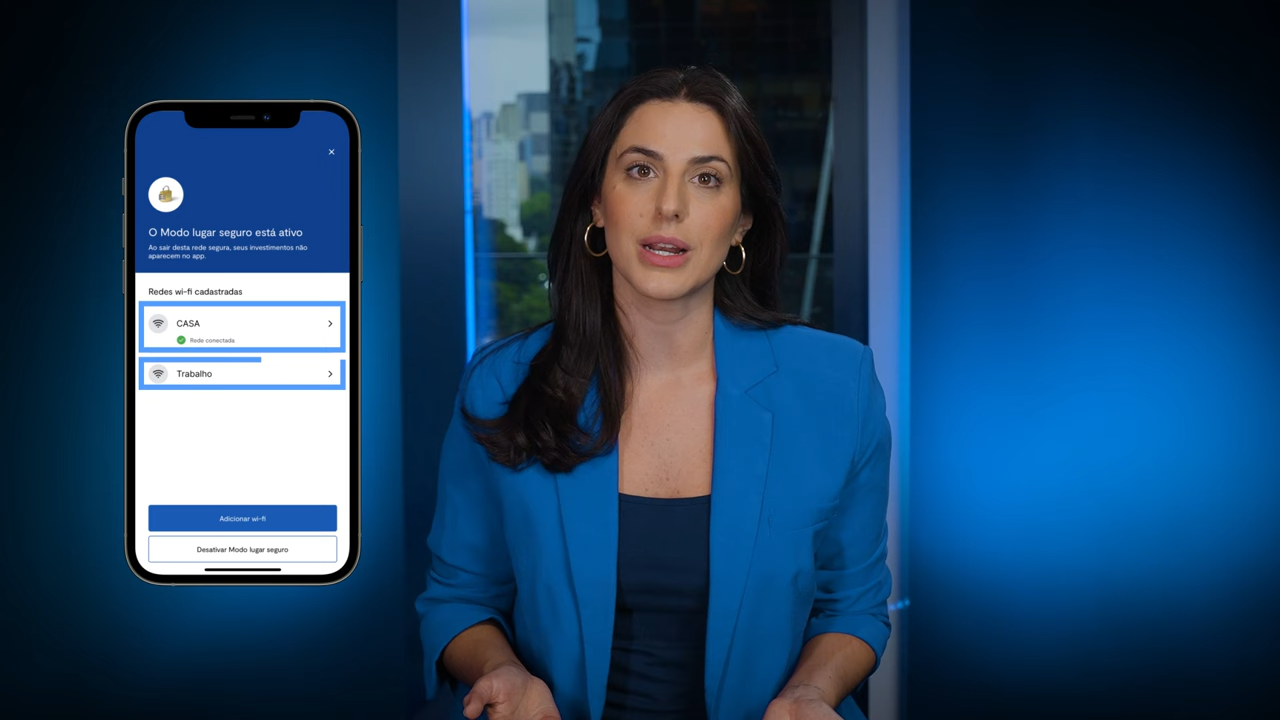 O Modo lugar seguro está ativo
Ao sair desta rede segura, seus investimentos não
aparecem no app.
Redes wi-fi cadastradas
CASA
Rede conectada
Trabalho
Adicionar wi-fi
Desativar Modo lugar seguro